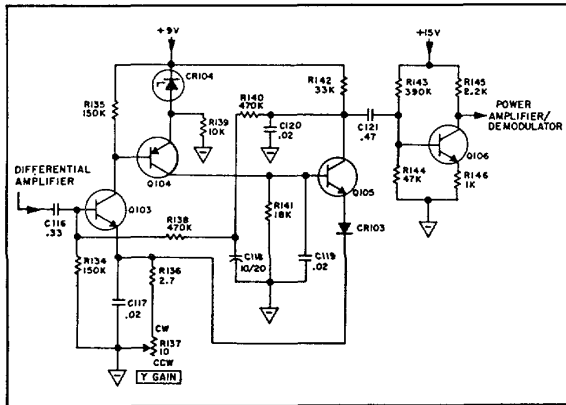 +9V
+15V
CR104
R142
33K
R143
390K
R145
2.2K
R135
150K
R140
470K
R139
10K
C120
.02
C121
.47
POWER
AMPLIFIER/
DEMODULATOR
Q104
Q106
DIFFERENTIAL
AMPLIFIER
Q103
Q105
R144
47K
R146
1K
C116
.33
R138
470K
R141
18K
CR103
R134
150K
R136
2.7
C118
10/20
C119
.02
C117
.02
CW
R137
10
CCW
Y GAIN